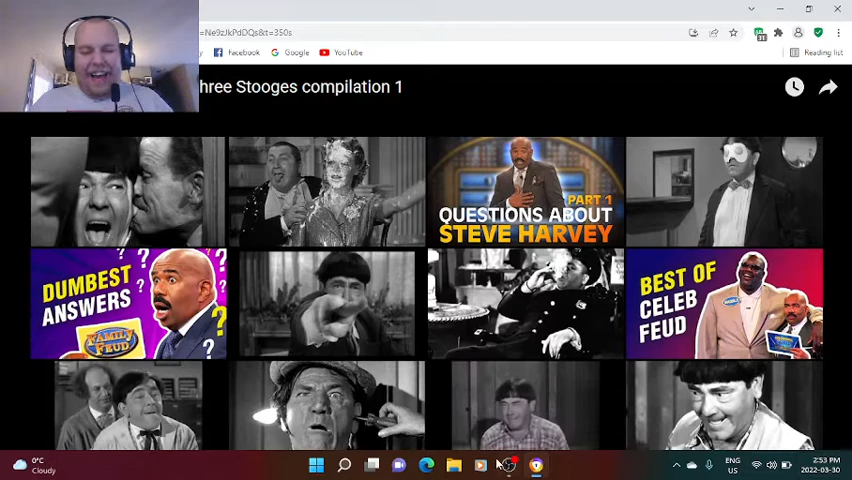 =Ne9zJkPdDQs&t=350s
31
Facebook
Google
YouTube
Reading list
hree Stooges compilation 1
PART 1
QUESTIONS ABOUT
STEVE HARVEY
DUMBEST
ANSWERS
FAMILY
FEUD
BEST OF
CELEB
FEUD
0°C
Cloudy
ENG
US
2:53 PM
2022-03-30